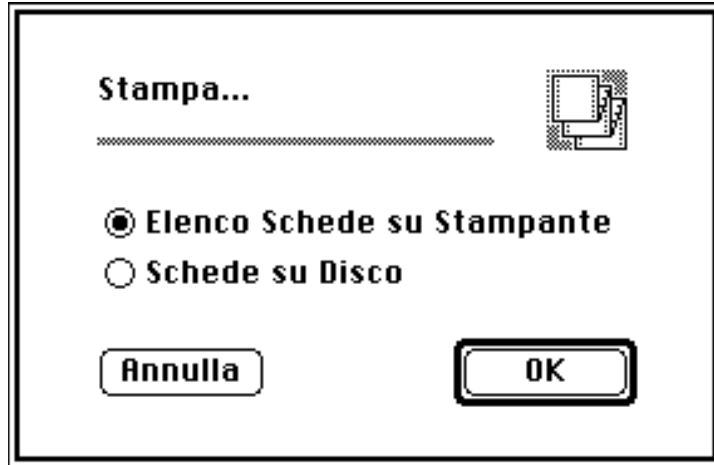 Stampa...
Elenco Schede su Stampante
Schede su Disco
Annulla
OK